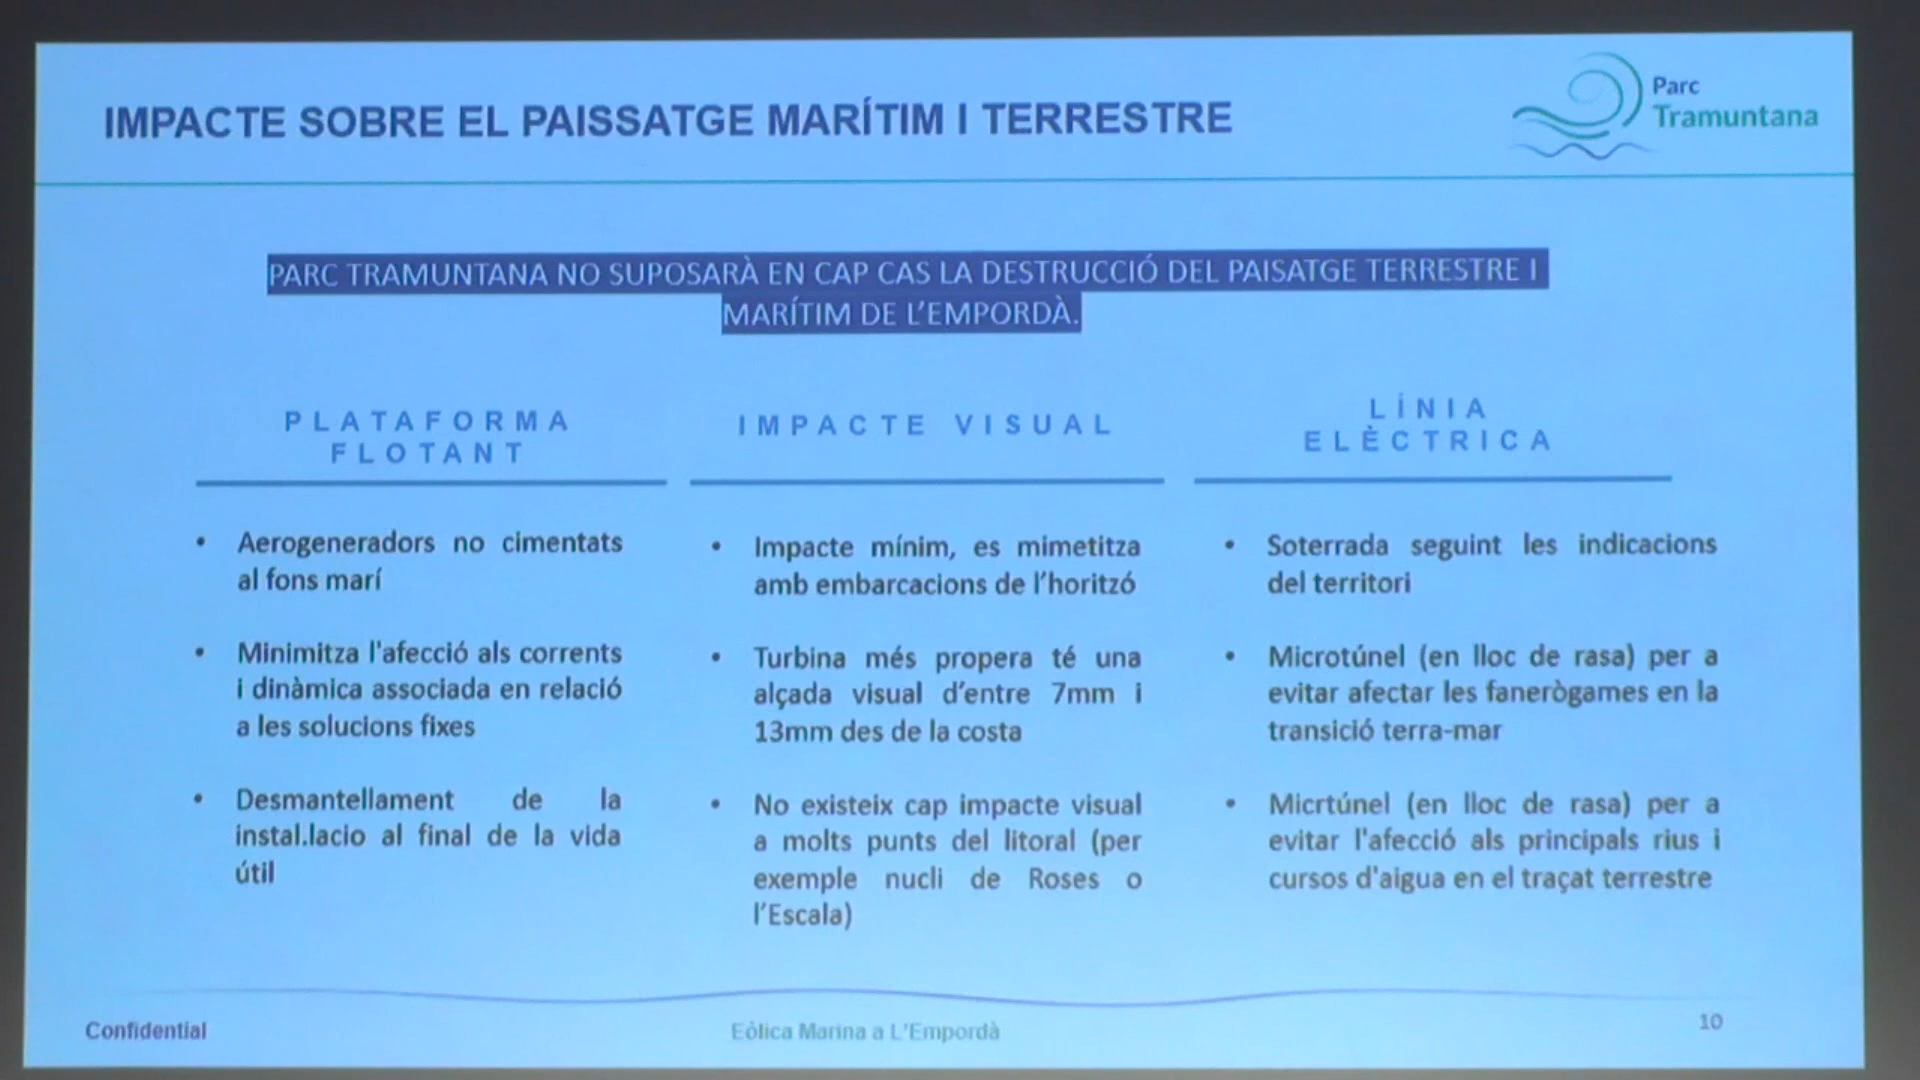 IMPACTE SOBRE EL PAISSATGE MARÍTIM I TERRESTRE
Parc
Tramuntana
PARC TRAMUNTANA NO SUPOSARÀ EN CAP CAS LA DESTRUCCIÓ DEL PAISATGE TERRESTRE I
MARÍTIM DE L'EMPORDÀ.
PLATAFORMA
FLOTANT
• Aerogeneradors no cimentats
al fons marí
• Minimitza l'afecció als corrents
i dinàmica associada en relació
a les solucions fixes
• Desmantellament de la
instal.lacio al final de la vida
útil
IMPACTE VISUAL
• Impacte mínim, es mimetitza
amb embarcacions de l'horitzó
• Turbina més propera té una
alçada visual d'entre 7mm i
13mm des de la costa
• No existeix cap impacte visual
a molts punts del litoral (per
exemple nucli de Roses o
l'Escala)
LÍNIA
ELÈCTRICA
• Soterrada seguint les indicacions
del territori
• Microtúnel (en lloc de rasa) per a
evitar afectar les fanerògames en la
transició terra-mar
• Micrtúnel (en lloc de rasa) per a
evitar l'afecció als principals rius i
cursos d'aigua en el traçat terrestre
Confidential
Eòlica Marina a L'Empordà
10